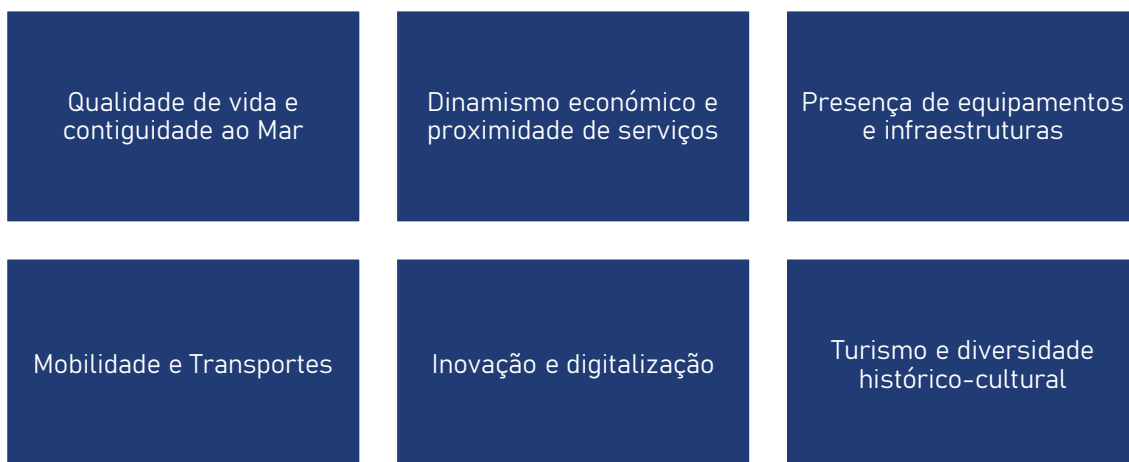 Qualidade de vida e
contiguidade ao Mar
Dinamismo económico e
proximidade de serviços
Presença de equipamentos
e infraestruturas
Mobilidade e Transportes
Inovação e digitalização
Turismo e diversidade
histórico-cultural